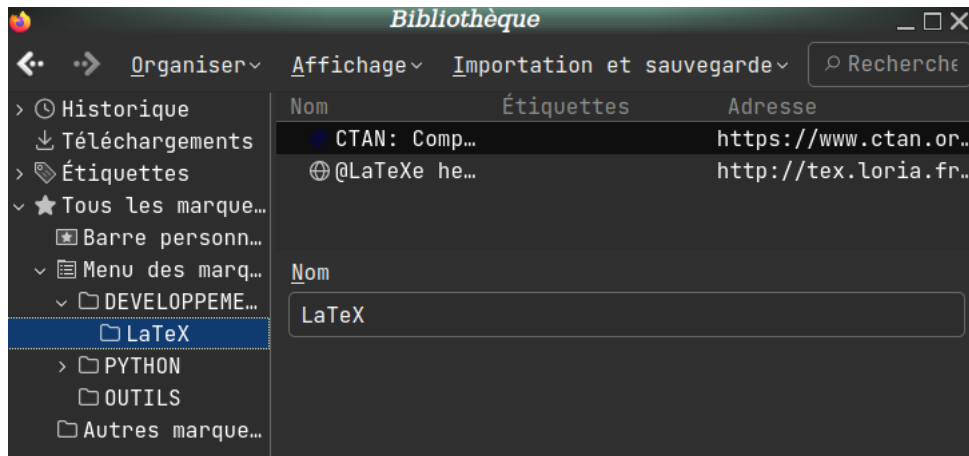 Bibliothèque
Organiser Affichage Importation et sauvegarde Recherche
Historique
Téléchargements
Étiquettes
Tous les marque…
Barre personn…
Menu des marq…
DEVELOPPEME…
LaTeX
PYTHON
OUTILS
Autres marque…
Nom Étiquettes Adresse
CTAN: Comp… https://www.ctan.or…
@LaTeXe he… http://tex.loria.fr…
Nom
LaTeX